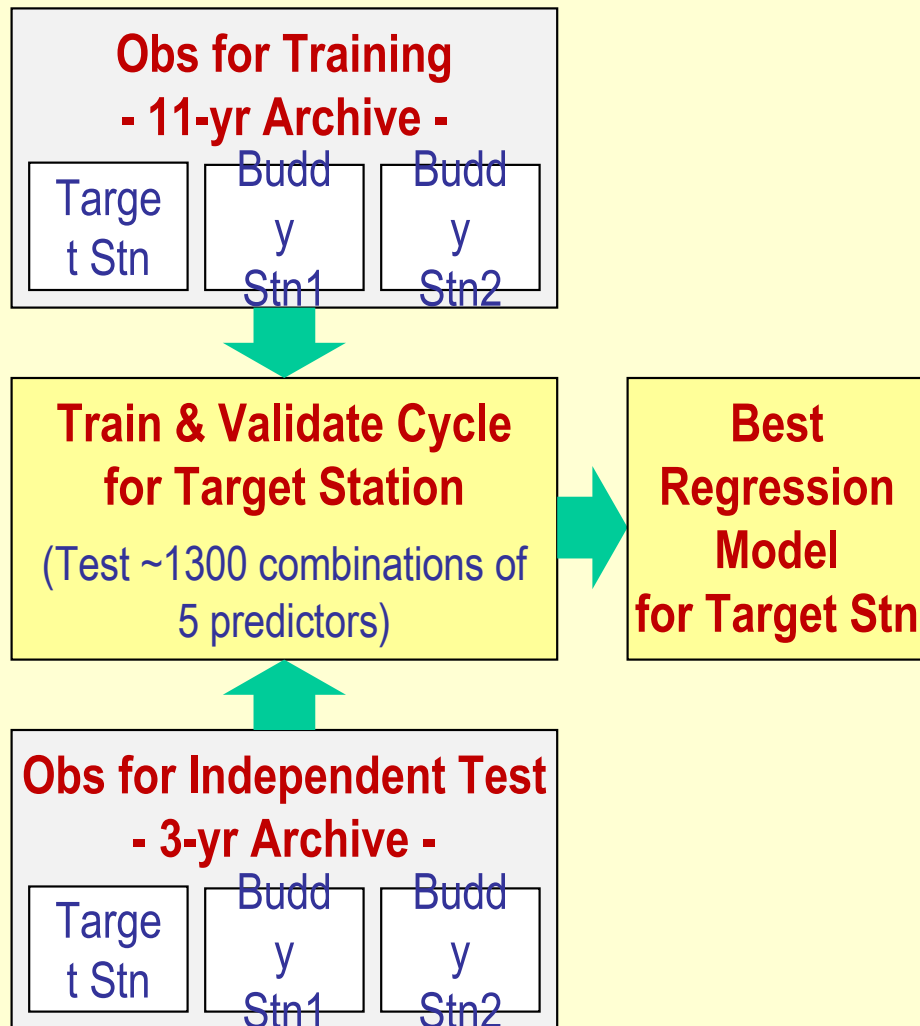 Obs for Training
- 11-yr Archive -
Targe
t Stn
Budd
y
Stn1
Budd
y
Stn2
Train & Validate Cycle
for Target Station
(Test ~1300 combinations of
5 predictors)
Best
Regression
Model
for Target Stn
Obs for Independent Test
- 3-yr Archive -
Targe
t Stn
Budd
y
Stn1
Budd
y
Stn2